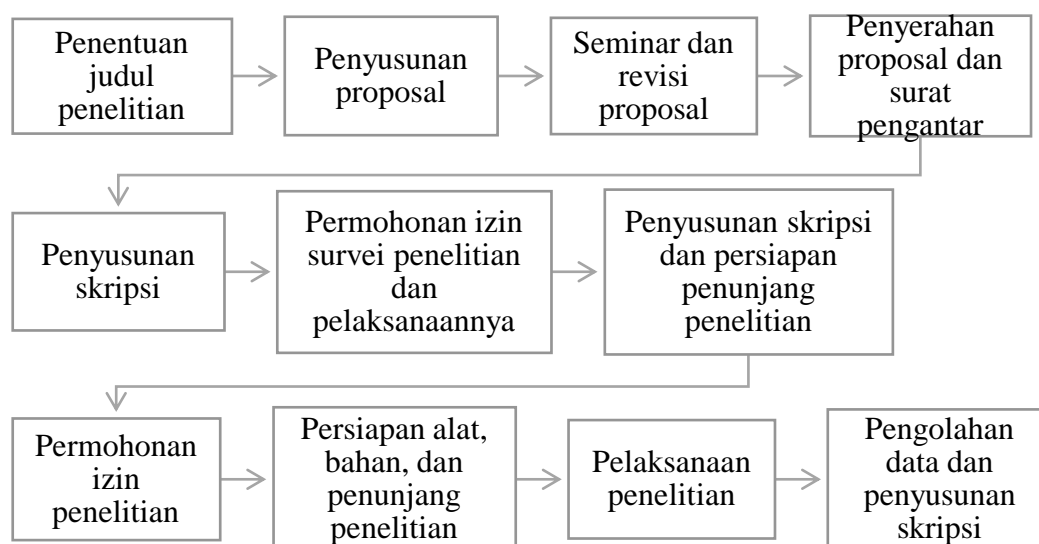 Penentuan
judul
penelitian
Penyusunan
proposal
Seminar dan
revisi
proposal
Penyerahan
proposal dan
surat
pengantar
Penyusunan
skripsi
Permohonan izin
survei penelitian
dan
pelaksanaannya
Penyusunan skripsi
dan persiapan
penunjang
penelitian
Permohonan
izin
penelitian
Persiapan alat,
bahan, dan
penunjang
penelitian
Pelaksanaan
penelitian
Pengolahan
data dan
penyusunan
skripsi